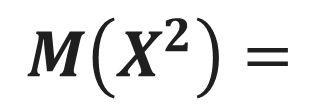 M(X²) =